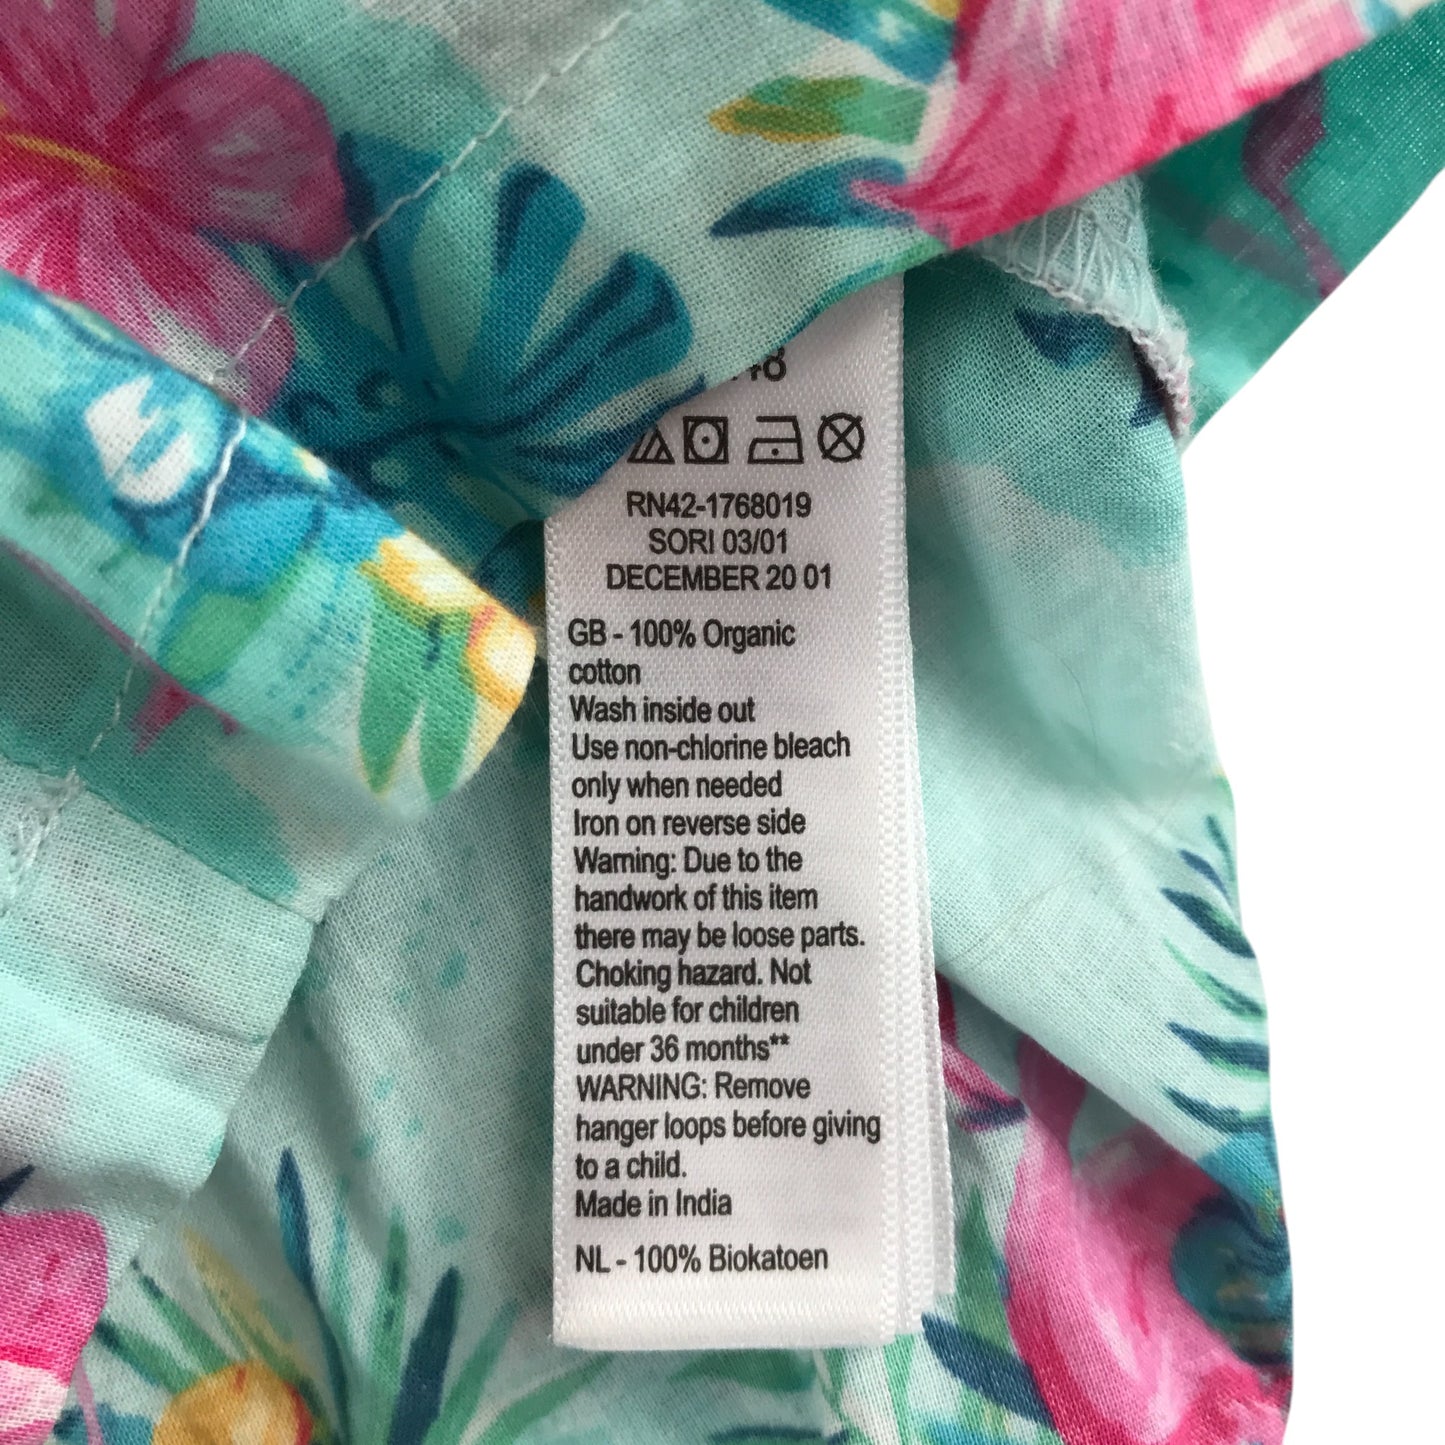 RN42-1768019
SORI 03/01
DECEMBER 20 01
GB - 100% Organic
cotton
Wash inside out
Use non-chlorine bleach
only when needed
Iron on reverse side
Warning: Due to the
handwork of this item
there may be loose parts.
Choking hazard. Not
suitable for children
under 36 months**
WARNING: Remove
hanger loops before giving
to a child.
Made in India
NL - 100% Biokatoen